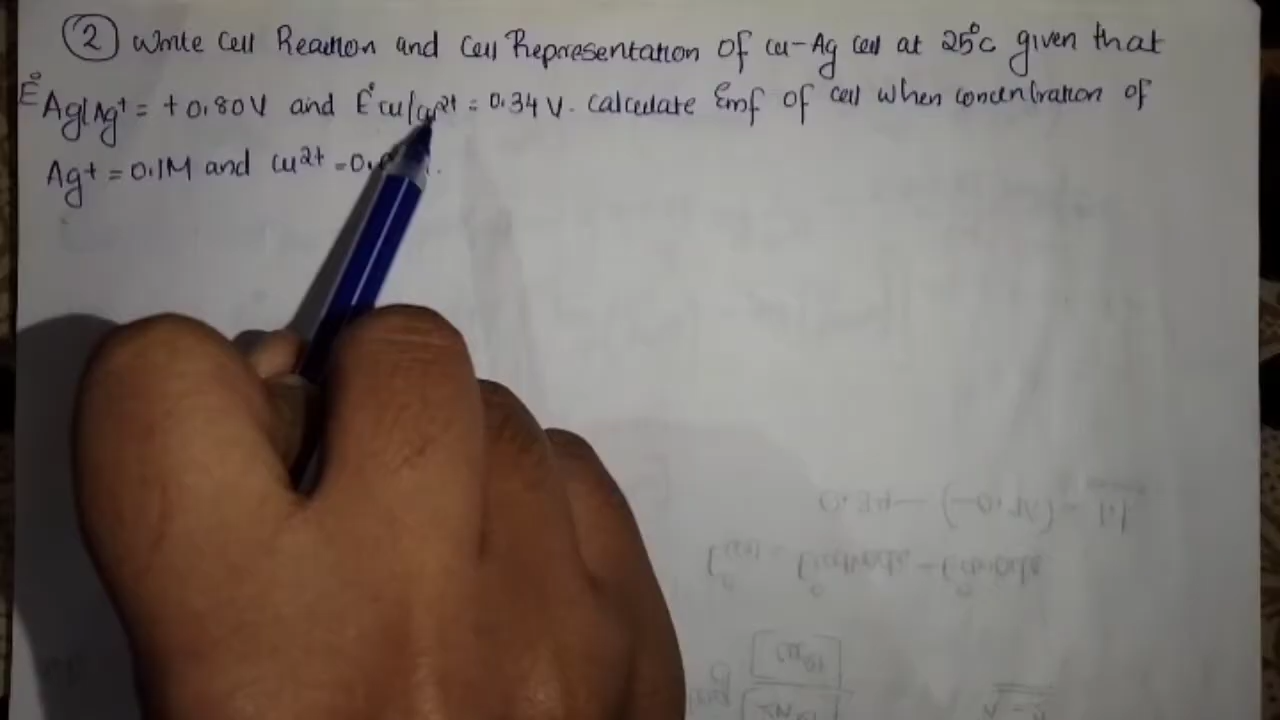 2 Write Cell Reaction and Cell Representation of cu-Ag cell at 25°c given that
E° Ag/Ag+ = +0.80V and E° cu/cu2+ = 0.34 V. calculate Emf of cell when concentration of
Ag+ = 0.1M and cu2+ = 0.